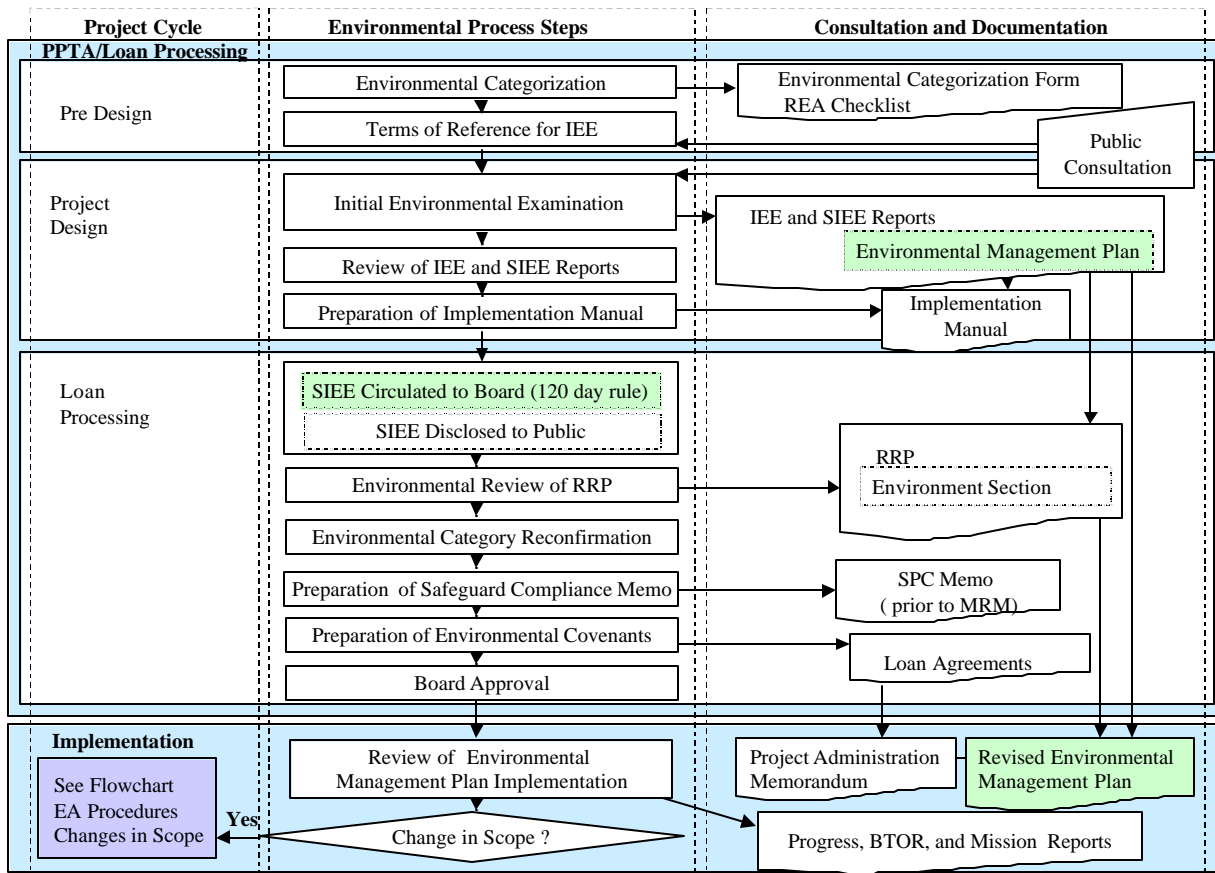 Project Cycle
Environmental Process Steps
Consultation and Documentation
PPTA/Loan Processing
Pre Design
Environmental Categorization
Environmental Categorization Form
REA Checklist
Terms of Reference for IEE
Public
Consultation
Project
Design
Initial Environmental Examination
IEE and SIEE Reports
Environmental Management Plan
Review of IEE and SIEE Reports
Preparation of Implementation Manual
Implementation
Manual
Loan
Processing
SIEE Circulated to Board (120 day rule)
SIEE Disclosed to Public
Environmental Review of RRP
RRP
Environment Section
Environmental Category Reconfirmation
Preparation of Safeguard Compliance Memo
SPC Memo
( prior to MRM)
Preparation of Environmental Covenants
Loan Agreements
Board Approval
Implementation
See Flowchart
EA Procedures
Changes in Scope
Yes
Review of Environmental
Management Plan Implementation
Change in Scope ?
Project Administration
Memorandum
Revised Environmental
Management Plan
Progress, BTOR, and Mission Reports